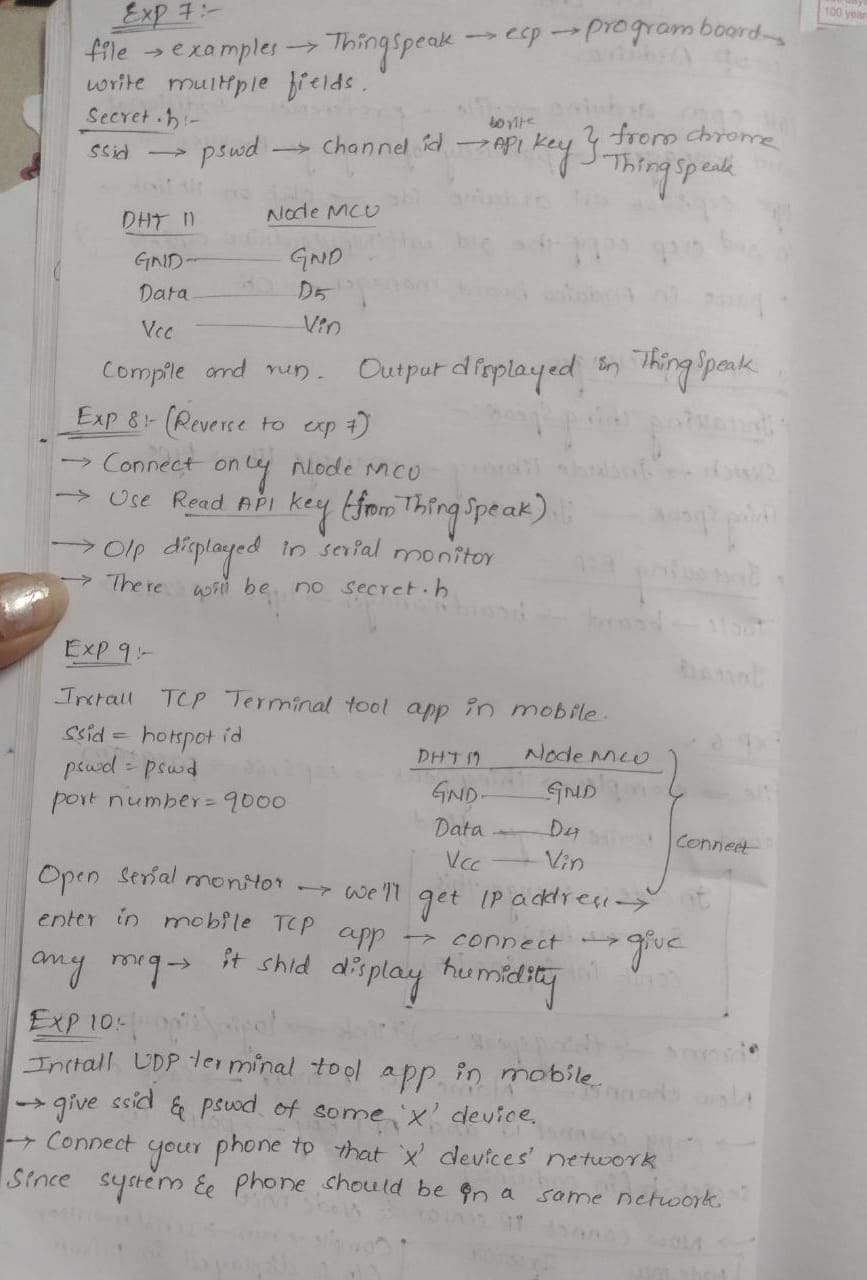 Exp 7:-
file → examples → Thingspeak → esp → program board →
write multiple fields.
Secret.h:-
ssid → pswd → channel id → write API key } from chrome
ThingSpeak
DHT 11 Node MCU
GND — GND
Data — D5
Vcc — Vin
Compile and run. Output displayed in ThingSpeak
Exp 8:- (Reverse to exp 7)
→ Connect only Node MCU
→ Use Read API key (from ThingSpeak)
→ O/p displayed in serial monitor
→ There will be no secret.h
Exp 9:-
Install TCP Terminal tool app in mobile.
ssid = hotspot id
pswd = pswd
port number = 9000
DHT 11 Node MCU
GND — GND
Data — D4
Vcc — Vin
Connect
Open serial monitor → we'll get IP address →
enter in mobile TCP app → connect → give
any msg → it shld display humidity
Exp 10:-
Install UDP terminal tool app in mobile
→ give ssid & pswd of some 'x' device.
→ Connect your phone to that 'x' devices' network
Since system & phone should be in a same network.
100 year